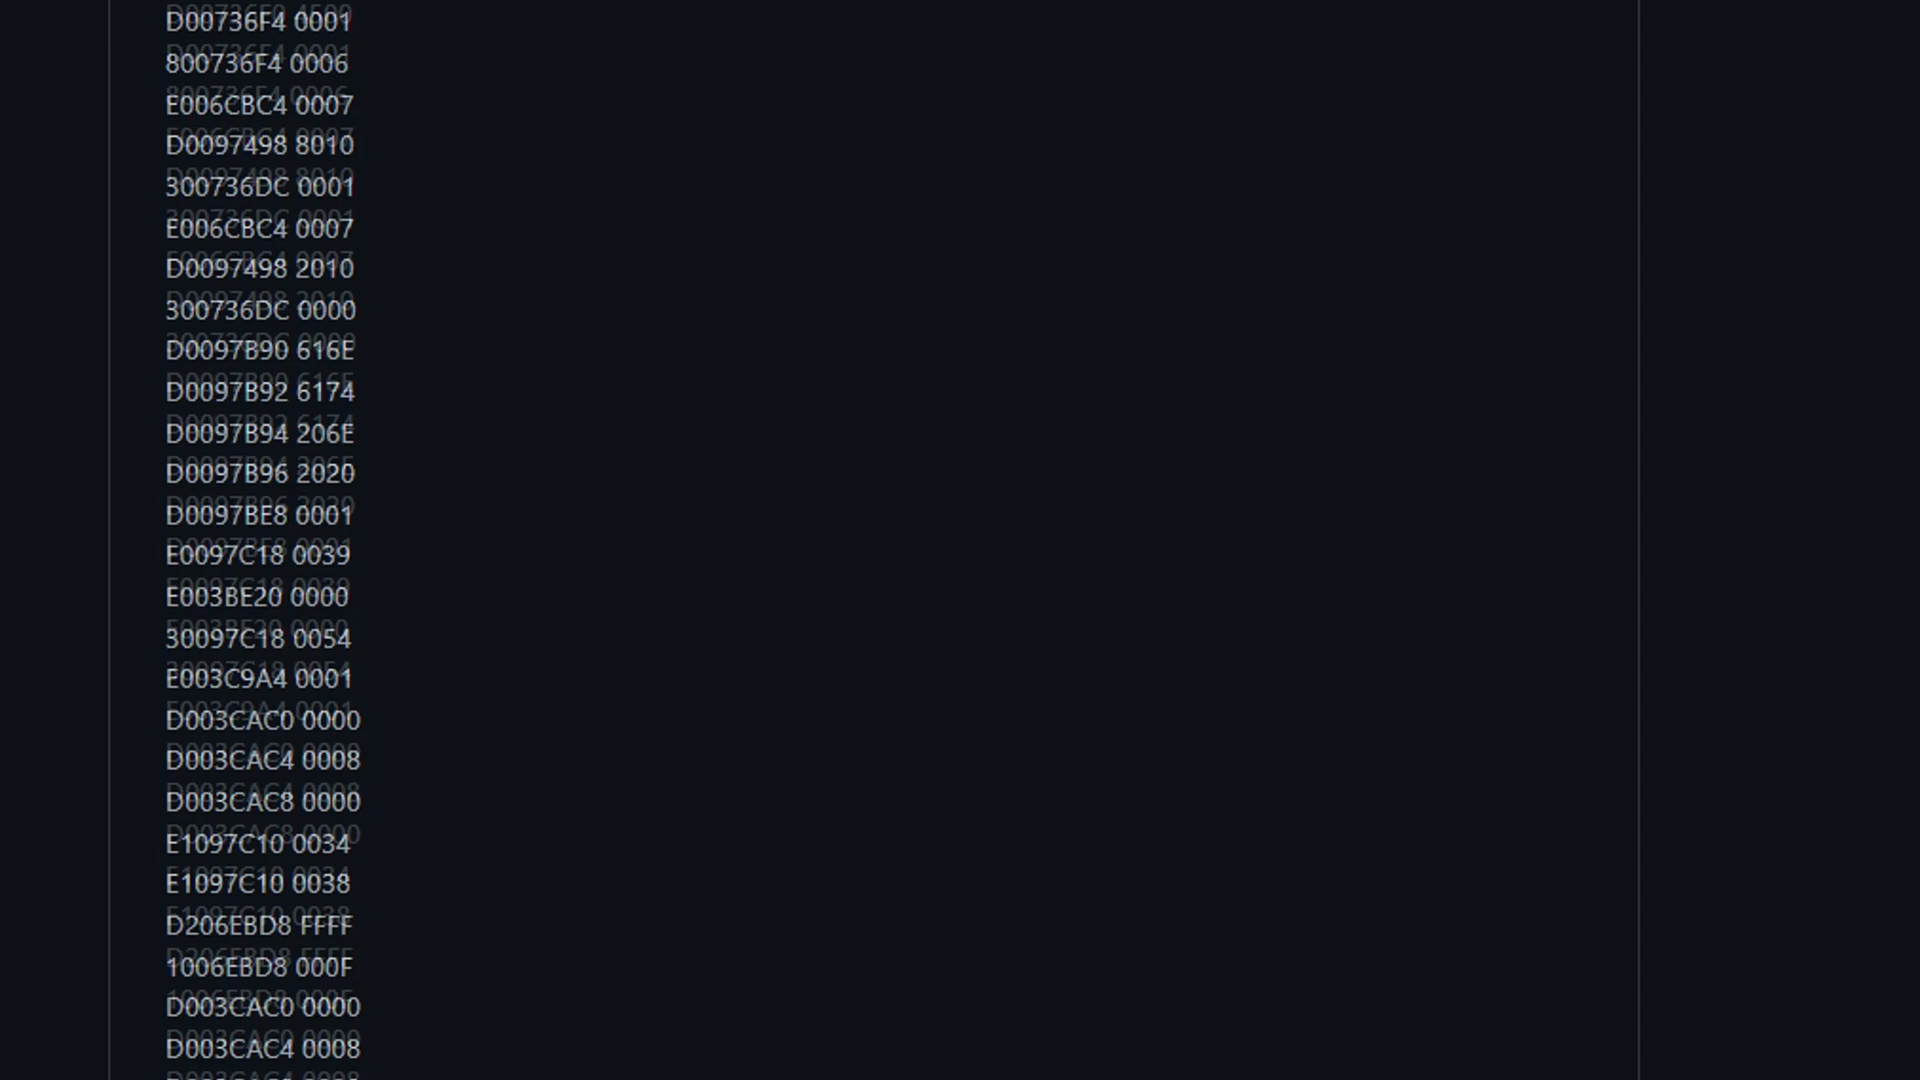 D00736F4 0001
800736F4 0006
E006CBC4 0007
D0097498 8010
300736DC 0001
E006CBC4 0007
D0097498 2010
300736DC 0000
D0097B90 616E
D0097B92 6174
D0097B94 206E
D0097B96 2020
D0097BE8 0001
E0097C18 0039
E003BE20 0000
30097C18 0054
E003C9A4 0001
D003CAC0 0000
D003CAC4 0008
D003CAC8 0000
E1097C10 0034
E1097C10 0038
D206EBD8 FFFF
1006EBD8 000F
D003CAC0 0000
D003CAC4 0008